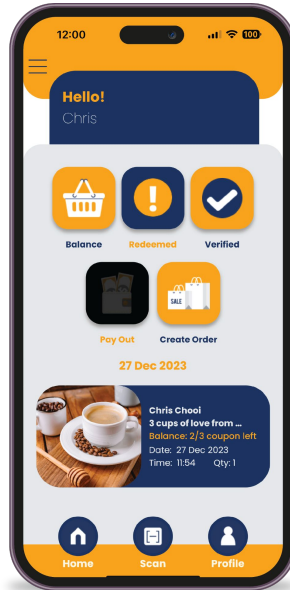 12:00
100
Hello!
Chris
SALE
Balance
Redeemed
Verified
Pay Out
Create Order
27 Dec 2023
Chris Chooi
3 cups of love from ...
Balance: 2/3 coupon left
Date: 27 Dec 2023
Time: 11:54 Qty: 1
Home
Scan
Profile